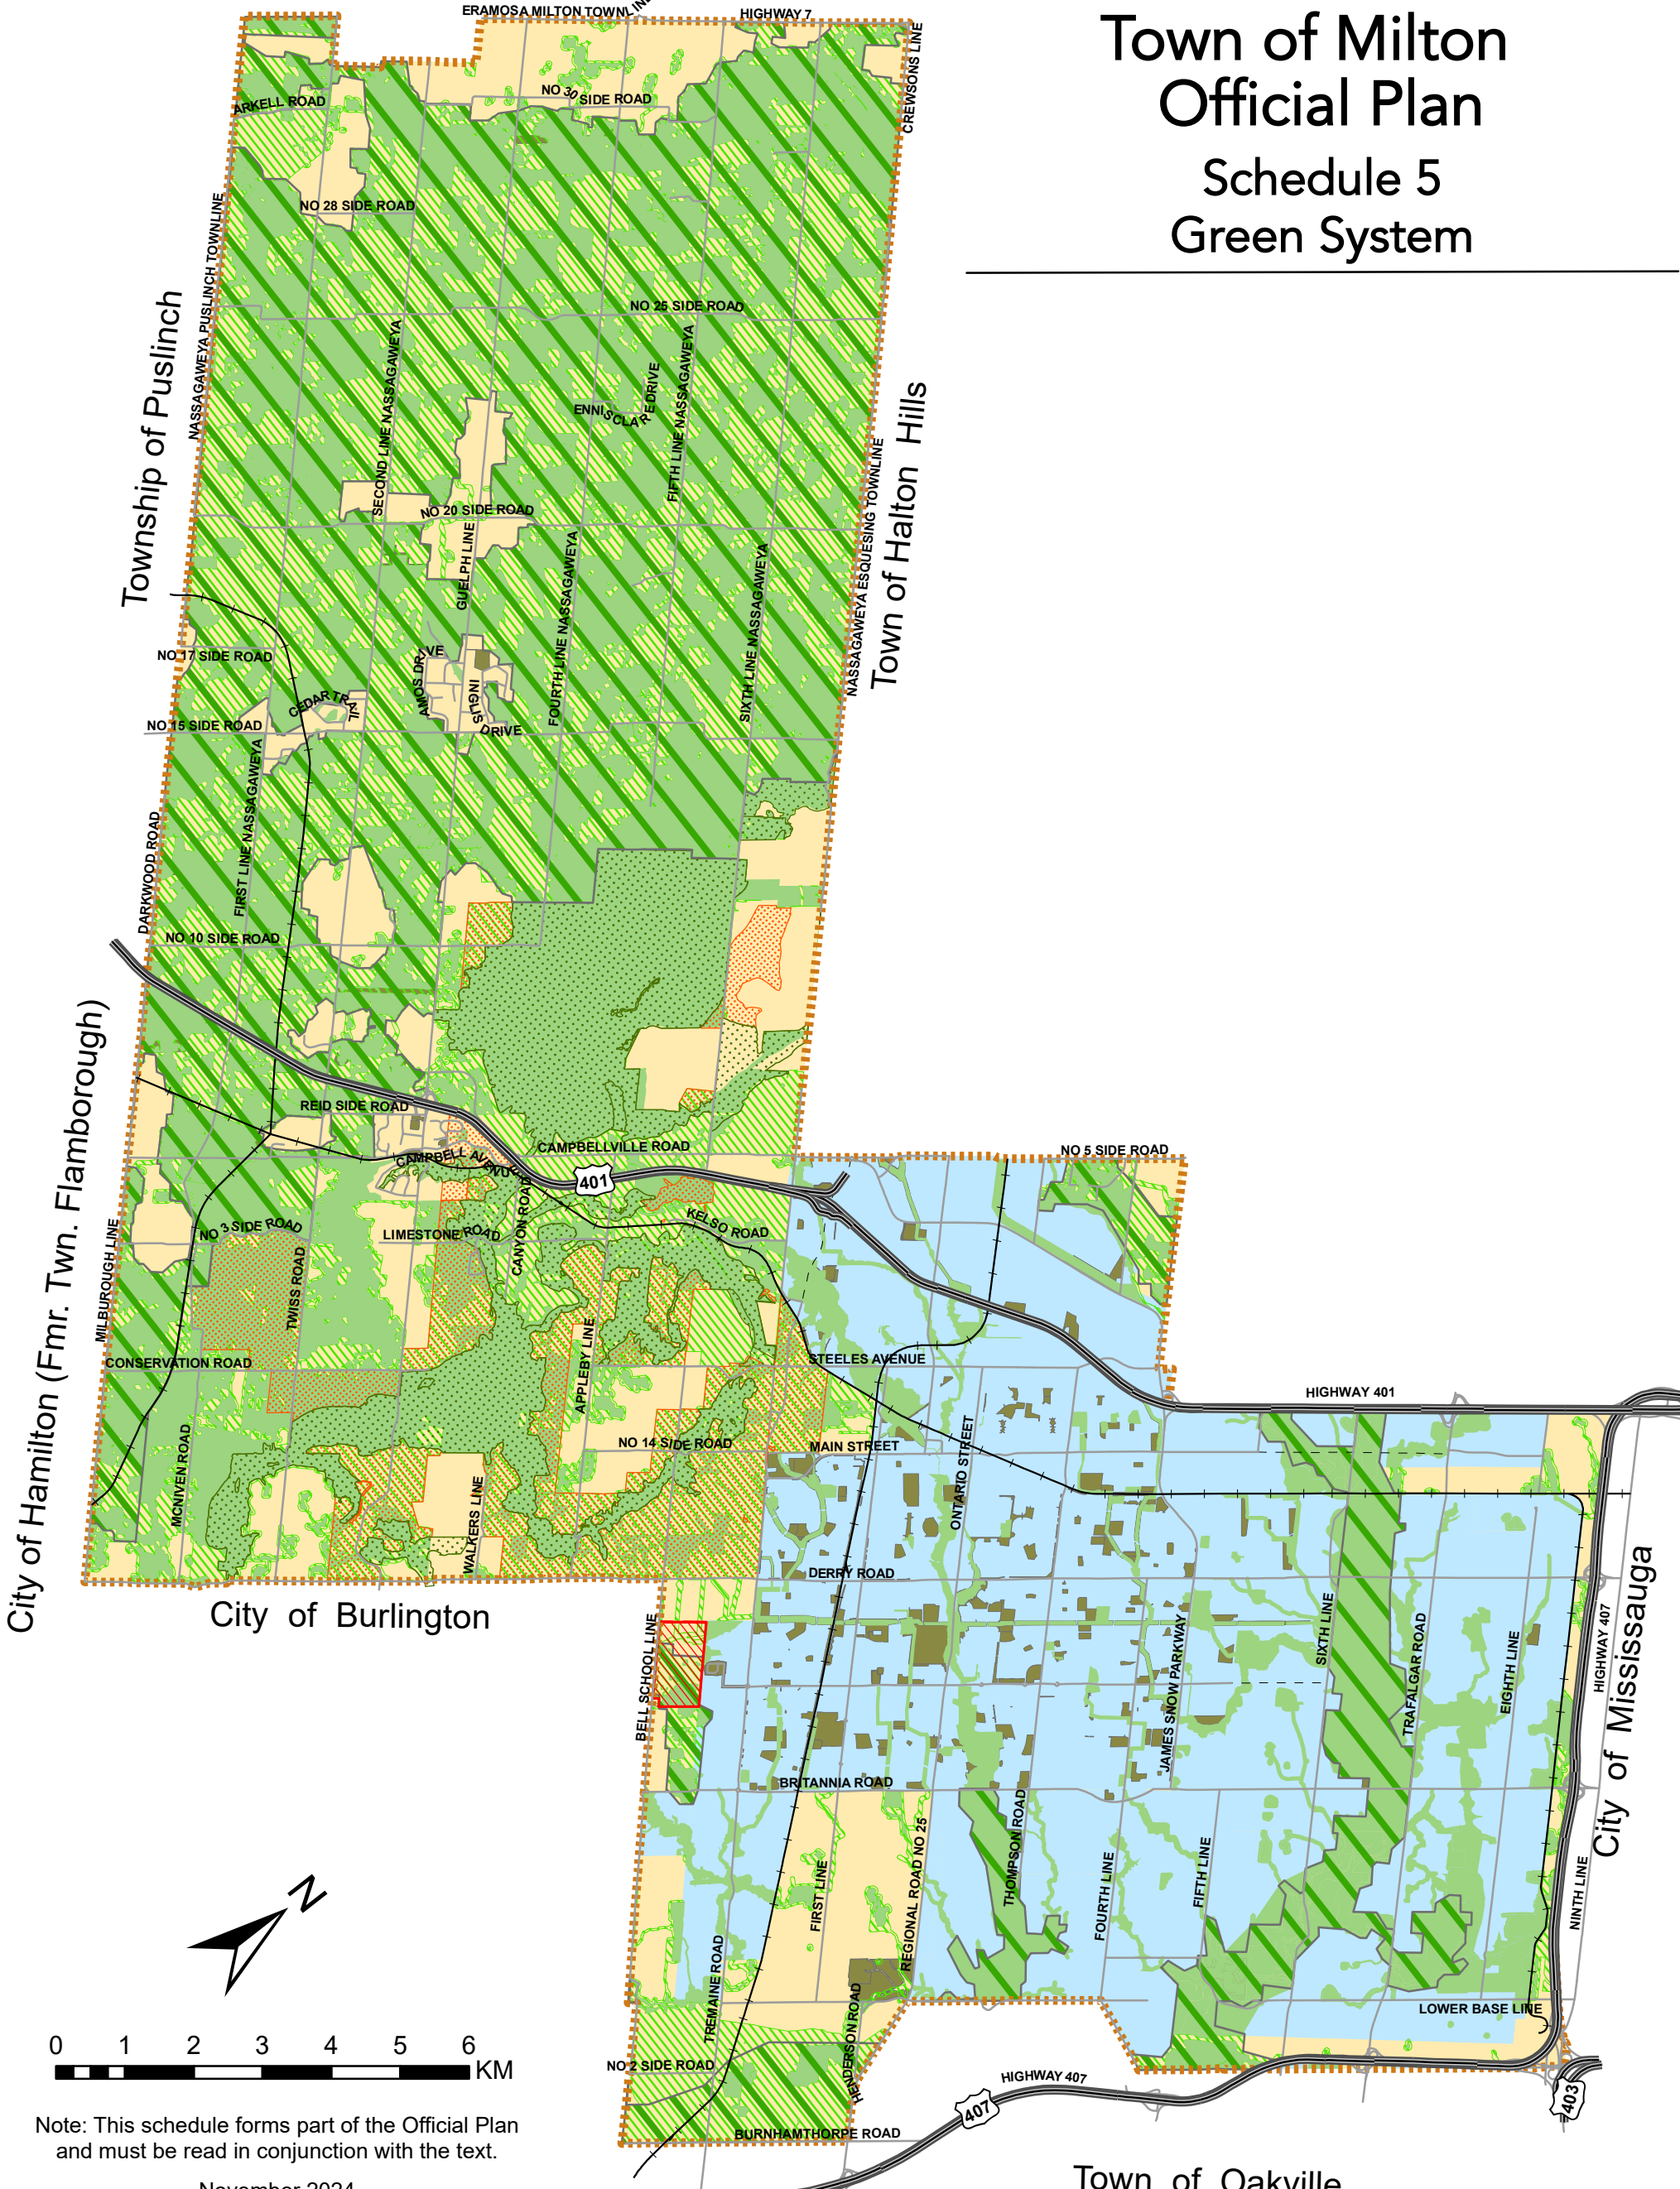 Town of Milton
Official Plan
Schedule 5
Green System
ERAMOSA MILTON TOWNLINE
HIGHWAY 7
CREWSONS LINE
ARKELL ROAD
NO 30 SIDE ROAD
NO 28 SIDE ROAD
NASSAGAWEYA PUSLINCH TOWNLINE
Township of Puslinch
NO 25 SIDE ROAD
SECOND LINE NASSAGAWEYA
FIFTH LINE NASSAGAWEYA
ENNISCLARE DRIVE
Town of Halton Hills
NASSAGAWEYA ESQUESING TOWNLINE
NO 20 SIDE ROAD
GUELPH LINE
FOURTH LINE NASSAGAWEYA
SIXTH LINE NASSAGAWEYA
NO 17 SIDE ROAD
AMOS DRIVE
CEDAR TRAIL
INGLIS DRIVE
NO 15 SIDE ROAD
FIRST LINE NASSAGAWEYA
DARKWOOD ROAD
NO 10 SIDE ROAD
City of Hamilton (Fmr. Twn. Flamborough)
REID SIDE ROAD
CAMPBELLVILLE ROAD
CAMPBELL AVENUE
401
NO 5 SIDE ROAD
CANYON ROAD
KELSO ROAD
NO 3 SIDE ROAD
LIMESTONE ROAD
MILBUROUGH LINE
TWISS ROAD
APPLEBY LINE
CONSERVATION ROAD
STEELES AVENUE
HIGHWAY 401
MCNIVEN ROAD
NO 14 SIDE ROAD
MAIN STREET
ONTARIO STREET
WALKERS LINE
DERRY ROAD
City of Burlington
BELL SCHOOL LINE
JAMES SNOW PARKWAY
SIXTH LINE
TRAFALGAR ROAD
EIGHTH LINE
HIGHWAY 407
City of Mississauga
BRITANNIA ROAD
FIRST LINE
REGIONAL ROAD NO 25
THOMPSON ROAD
FOURTH LINE
FIFTH LINE
NINTH LINE
N
TREMAINE ROAD
HENDERSON ROAD
LOWER BASE LINE
NO 2 SIDE ROAD
HIGHWAY 407
407
403
BURNHAMTHORPE ROAD
0 1 2 3 4 5 6
KM
Note: This schedule forms part of the Official Plan
and must be read in conjunction with the text.
November 2024
Town of Oakville